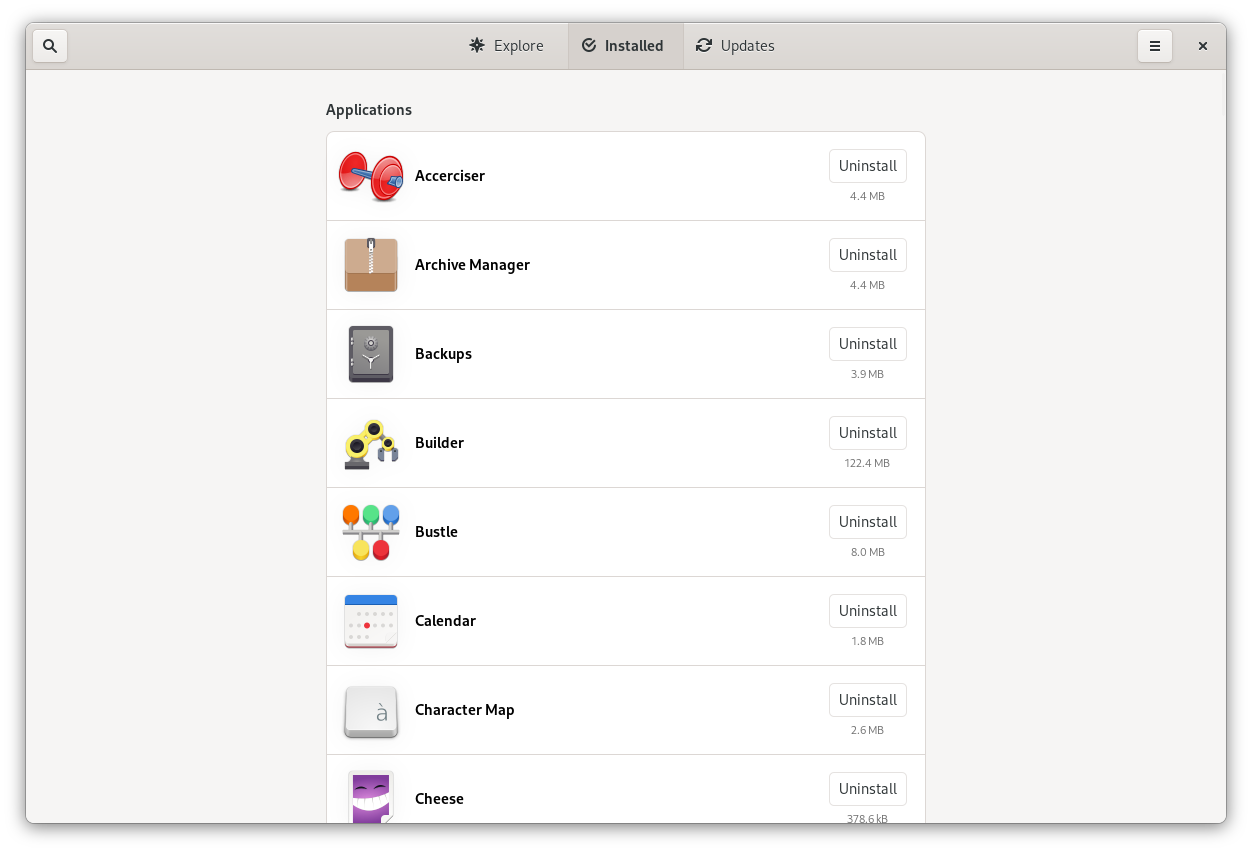 Explore Installed Updates
Applications
Accerciser Uninstall
4.4 MB
Archive Manager Uninstall
4.4 MB
Backups Uninstall
3.9 MB
Builder Uninstall
122.4 MB
Bustle Uninstall
8.0 MB
Calendar Uninstall
1.8 MB
à
Character Map Uninstall
2.6 MB
Cheese Uninstall
378.6 kB